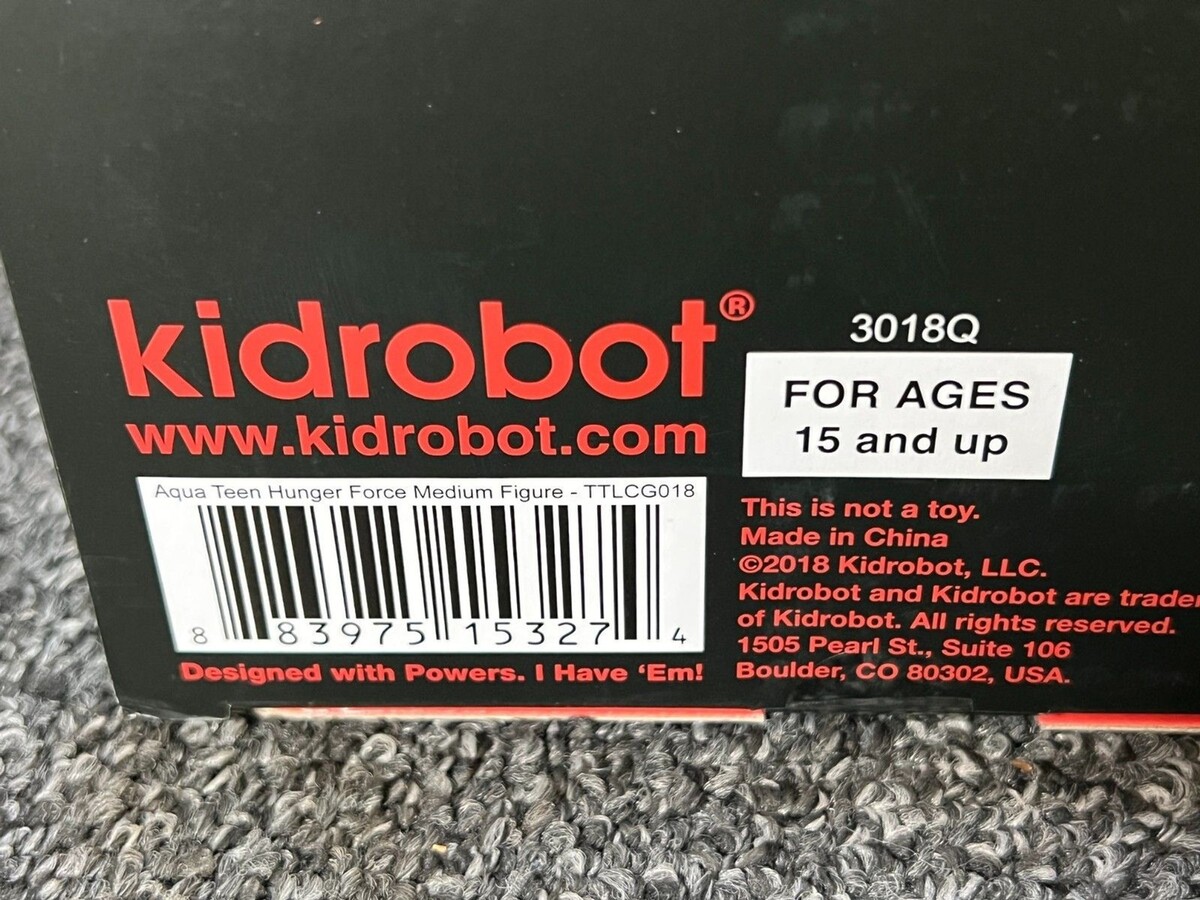 kidrobot®
www.kidrobot.com
Aqua Teen Hunger Force Medium Figure - TTLCG018
8 83975 15327 4
Designed with Powers. I Have ‘Em!
3018Q
FOR AGES
15 and up
This is not a toy.
Made in China
©2018 Kidrobot, LLC.
Kidrobot and Kidrobot are trader
of Kidrobot. All rights reserved.
1505 Pearl St., Suite 106
Boulder, CO 80302, USA.